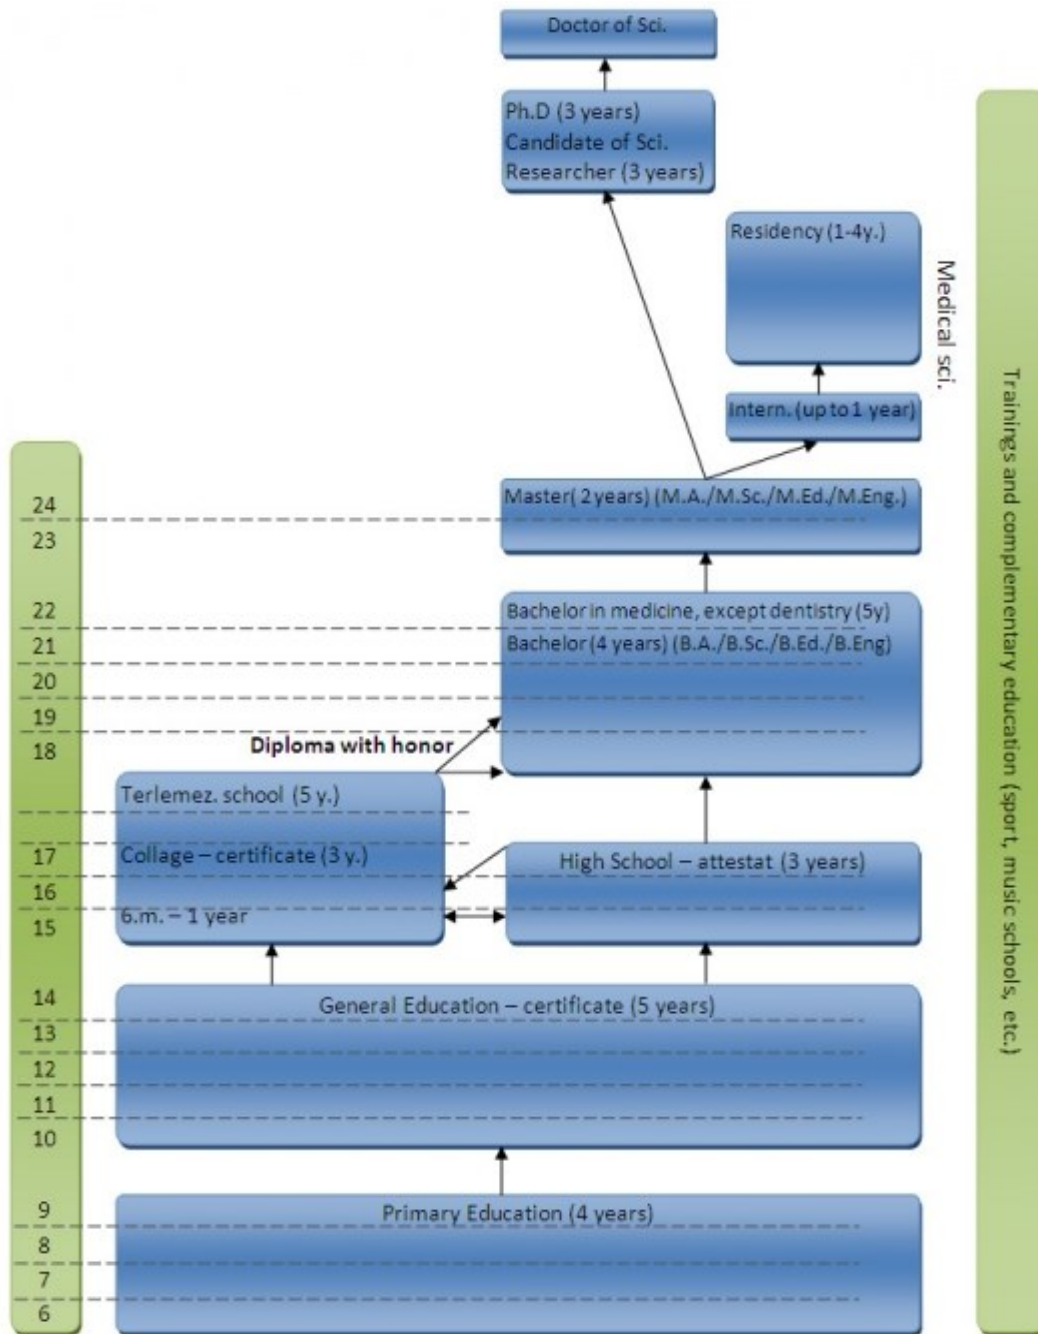 Doctor of Sci.
Ph.D (3 years)
Candidate of Sci.
Researcher (3 years)
Residency (1-4y.)
Medical sci.
Intern. (up to 1 year)
Trainings and complementary education (sport, music schools, etc.)
24
Master( 2 years) (M.A./M.Sc./M.Ed./M.Eng.)
23
22
Bachelor in medicine, except dentistry (5y)
21
Bachelor (4 years) (B.A./B.Sc./B.Ed./B.Eng)
20
19
18
Diploma with honor
Terlemez. school (5 y.)
17
Collage – certificate (3 y.)
High School – attestat (3 years)
16
15
6.m. – 1 year
14
General Education – certificate (5 years)
13
12
11
10
9
Primary Education (4 years)
8
7
6